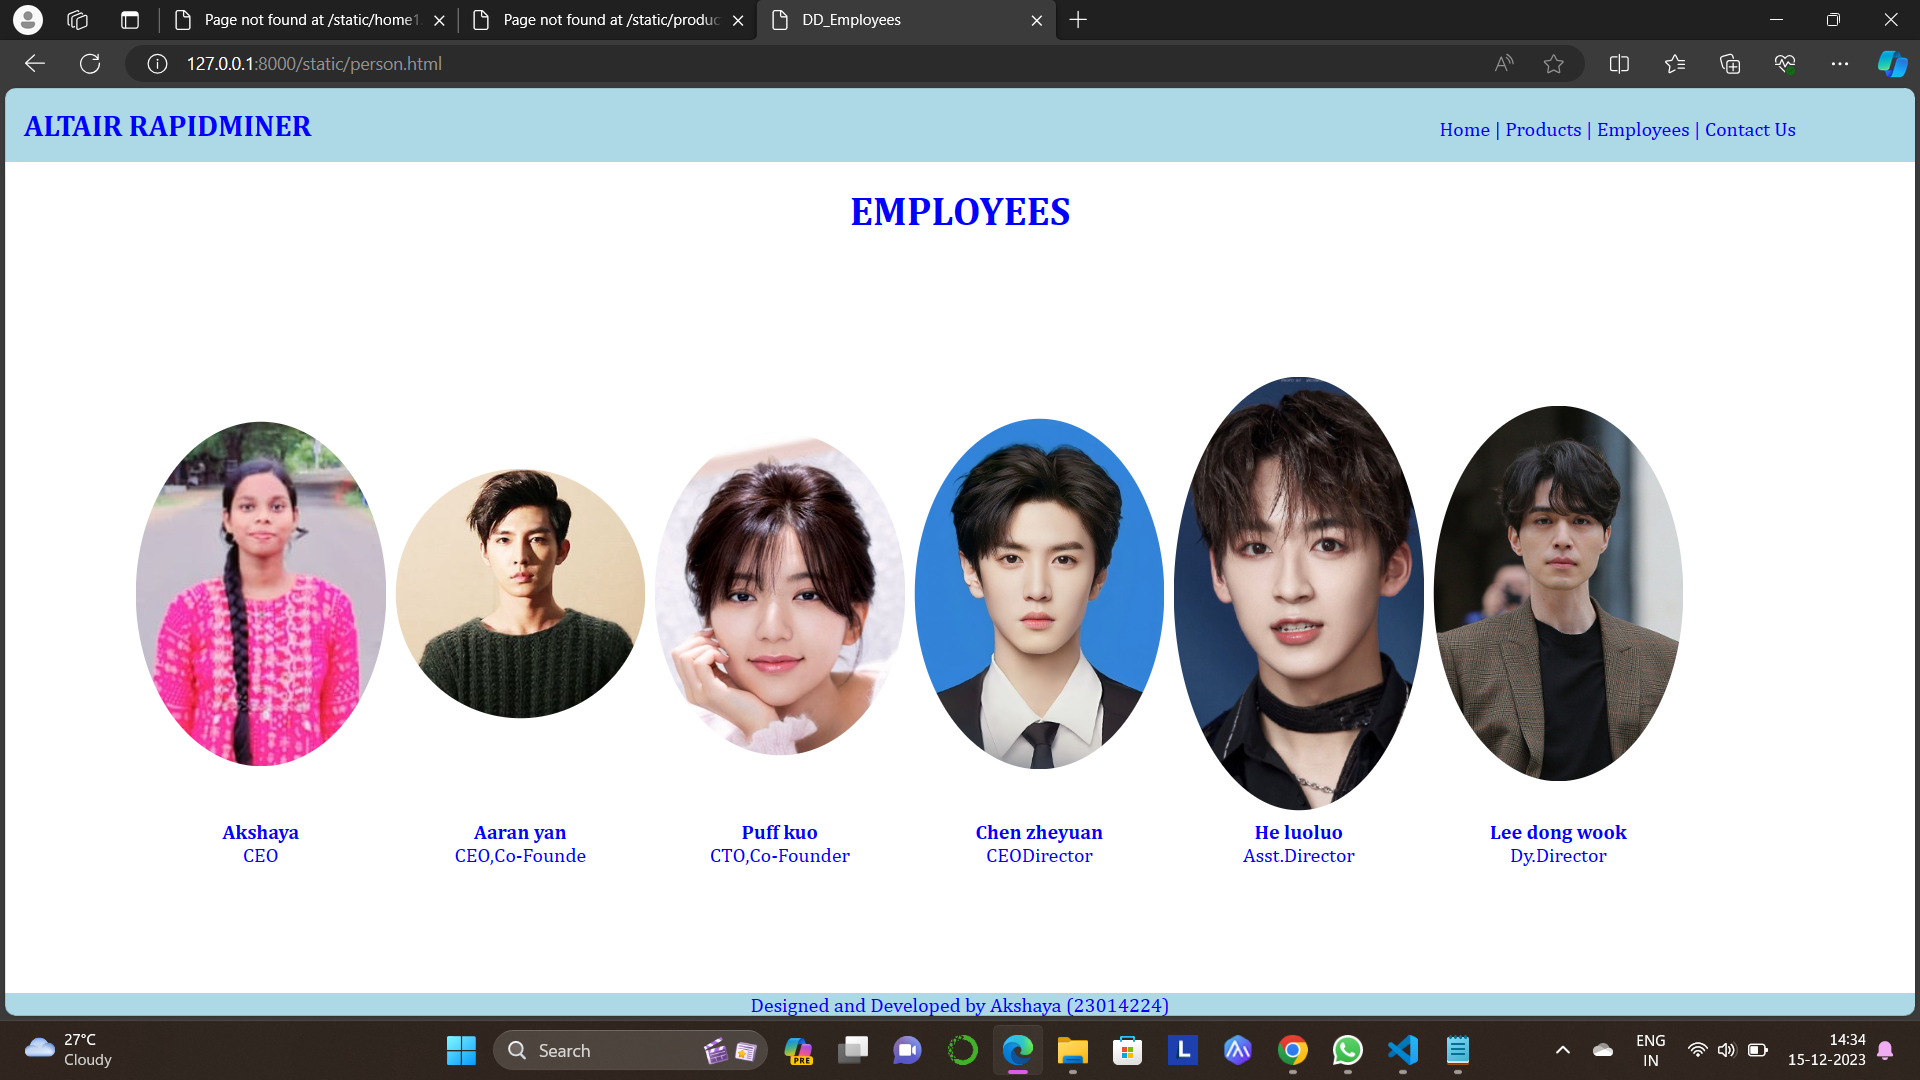 Page not found at /static/home1.
Page not found at /static/produc
DD_Employees
127.0.0.1:8000/static/person.html
ALTAIR RAPIDMINER
Home | Products | Employees | Contact Us
EMPLOYEES
Akshaya
CEO
Aaran yan
CEO,Co-Founde
Puff kuo
CTO,Co-Founder
Chen zheyuan
CEODirector
He luoluo
Asst.Director
Lee dong wook
Dy.Director
Designed and Developed by Akshaya (23014224)
27°C
Cloudy
Search
PRE
L
ENG
IN
14:34
15-12-2023